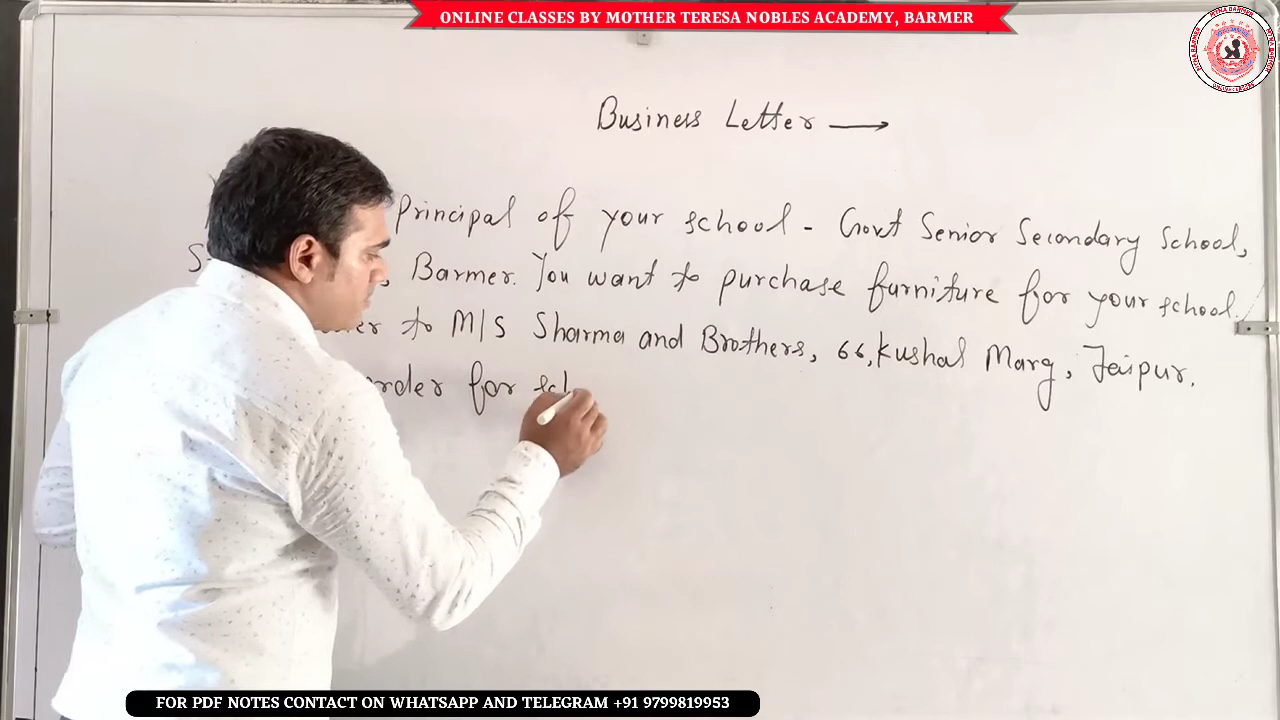 ONLINE CLASSES BY MOTHER TERESA NOBLES ACADEMY, BARMER
Business Letter →
Principal of your school - Govt Senior Secondary School,
S , Barmer. You want to purchase furniture for your school.
to M/S Sharma and Brothers, 66, Kushal Marg, Jaipur.
order for sch
FOR PDF NOTES CONTACT ON WHATSAPP AND TELEGRAM +91 9799819953